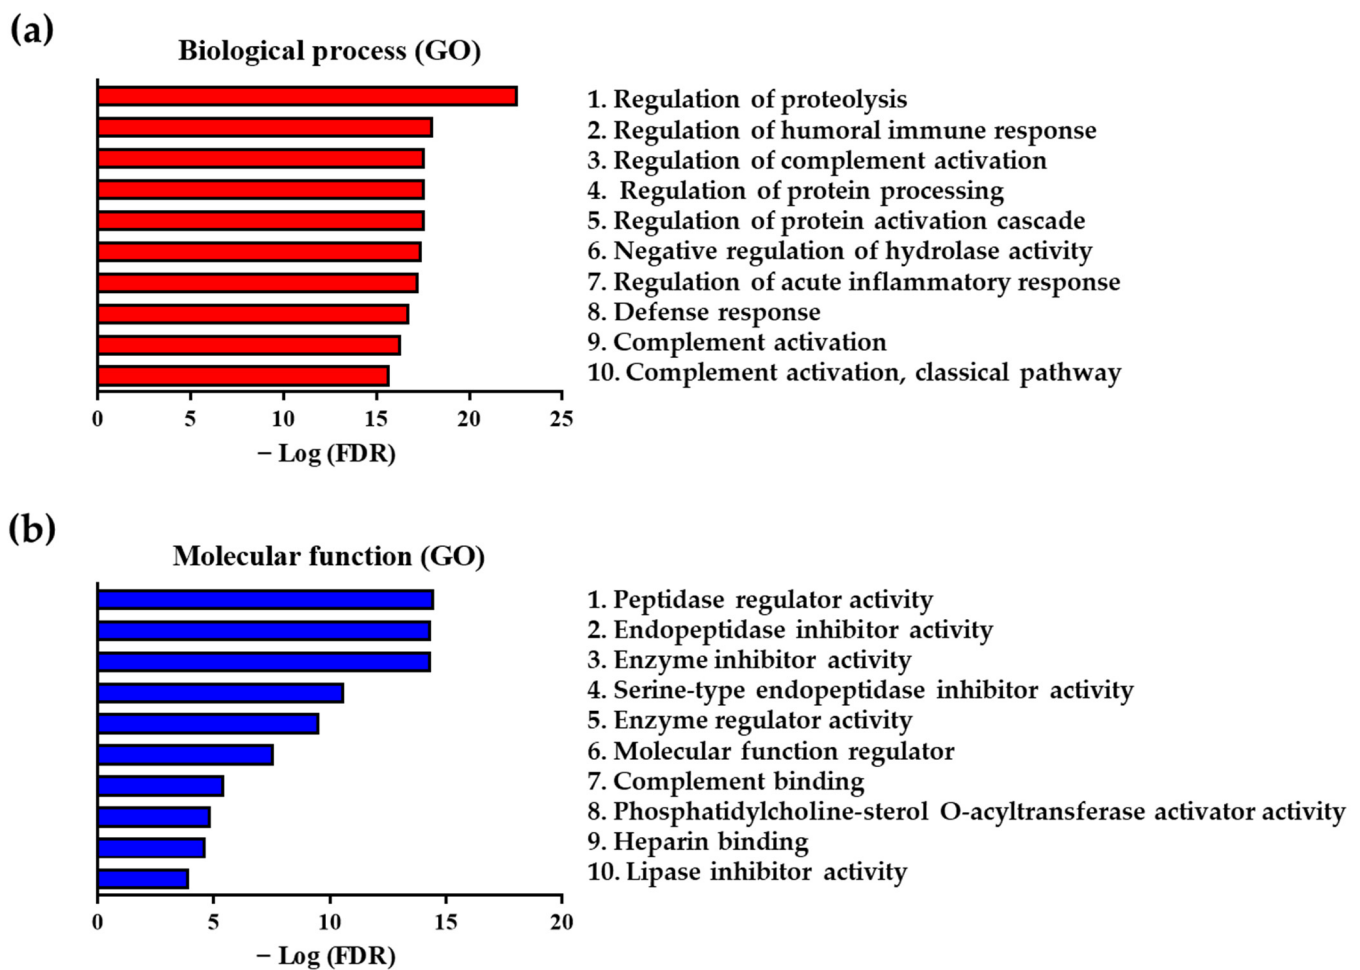 (a)
Biological process (GO)
1. Regulation of proteolysis
2. Regulation of humoral immune response
3. Regulation of complement activation
4. Regulation of protein processing
5. Regulation of protein activation cascade
6. Negative regulation of hydrolase activity
7. Regulation of acute inflammatory response
8. Defense response
9. Complement activation
10. Complement activation, classical pathway
0 5 10 15 20 25
− Log (FDR)
(b)
Molecular function (GO)
1. Peptidase regulator activity
2. Endopeptidase inhibitor activity
3. Enzyme inhibitor activity
4. Serine-type endopeptidase inhibitor activity
5. Enzyme regulator activity
6. Molecular function regulator
7. Complement binding
8. Phosphatidylcholine-sterol O-acyltransferase activator activity
9. Heparin binding
10. Lipase inhibitor activity
0 5 10 15 20
− Log (FDR)